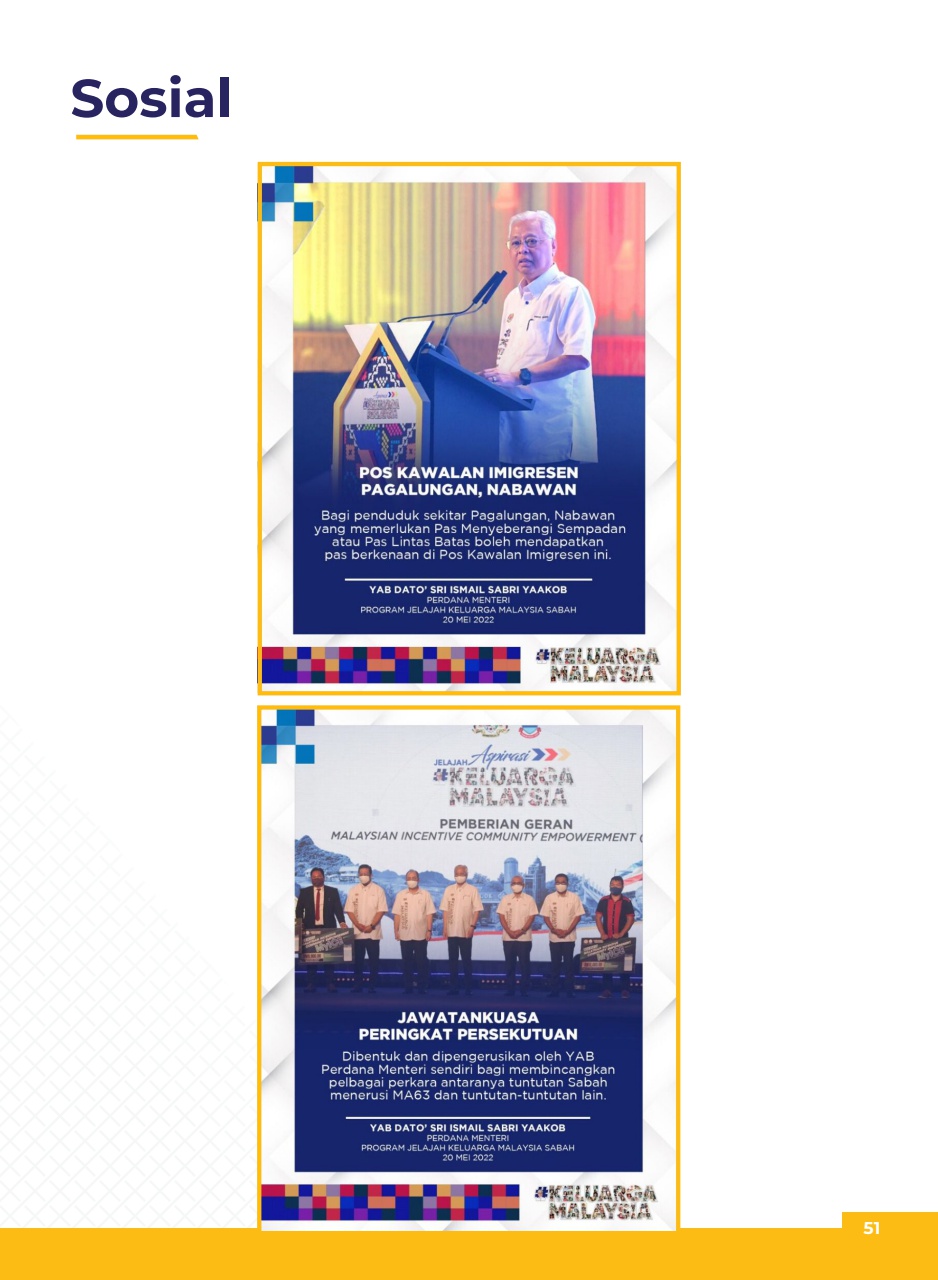 Sosial
POS KAWALAN IMIGRESEN
PAGALUNGAN, NABAWAN
Bagi penduduk sekitar Pagalungan, Nabawan
yang memerlukan Pas Menyeberangi Sempadan
atau Pas Lintas Batas boleh mendapatkan
pas berkenaan di Pos Kawalan Imigresen ini.
YAB DATO' SRI ISMAIL SABRI YAAKOB
PERDANA MENTERI
PROGRAM JELAJAH KELUARGA MALAYSIA SABAH
20 MEI 2022
#KELUARGA
MALAYSIA
JELAJAH Aspirasi
#KELUARGA
MALAYSIA
PEMBERIAN GERAN
MALAYSIAN INCENTIVE COMMUNITY EMPOWERMENT
JAWATANKUASA
PERINGKAT PERSEKUTUAN
Dibentuk dan dipengerusikan oleh YAB
Perdana Menteri sendiri bagi membincangkan
pelbagai perkara antaranya tuntutan Sabah
menerusi MA63 dan tuntutan-tuntutan lain.
YAB DATO' SRI ISMAIL SABRI YAAKOB
PERDANA MENTERI
PROGRAM JELAJAH KELUARGA MALAYSIA SABAH
20 MEI 2022
#KELUARGA
MALAYSIA
51